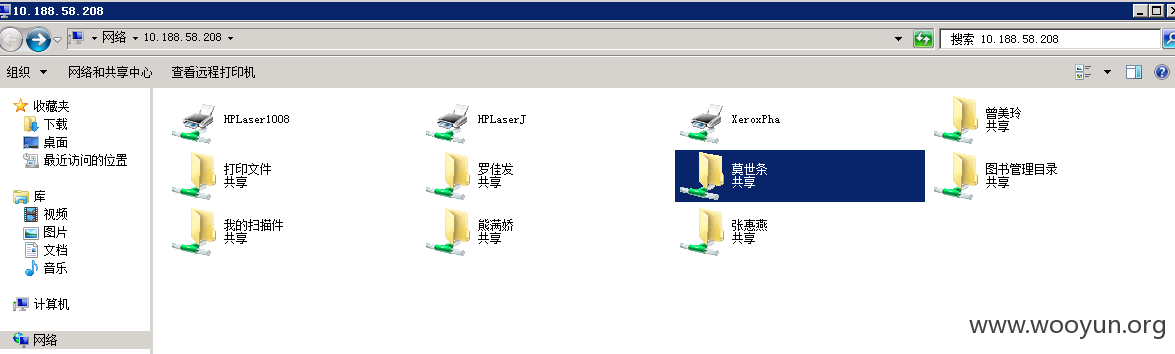 10.188.58.208
网络 10.188.58.208
搜索 10.188.58.208
组织 网络和共享中心 查看远程打印机
收藏夹
下载
桌面
最近访问的位置
库
视频
图片
文档
音乐
计算机
网络
HPLaser1008
HPLaserJ
XeroxPha
曾美玲
共享
打印文件
共享
罗佳发
共享
莫世条
共享
图书管理目录
共享
我的扫描件
共享
熊满娇
共享
张惠燕
共享
www.wooyun.org